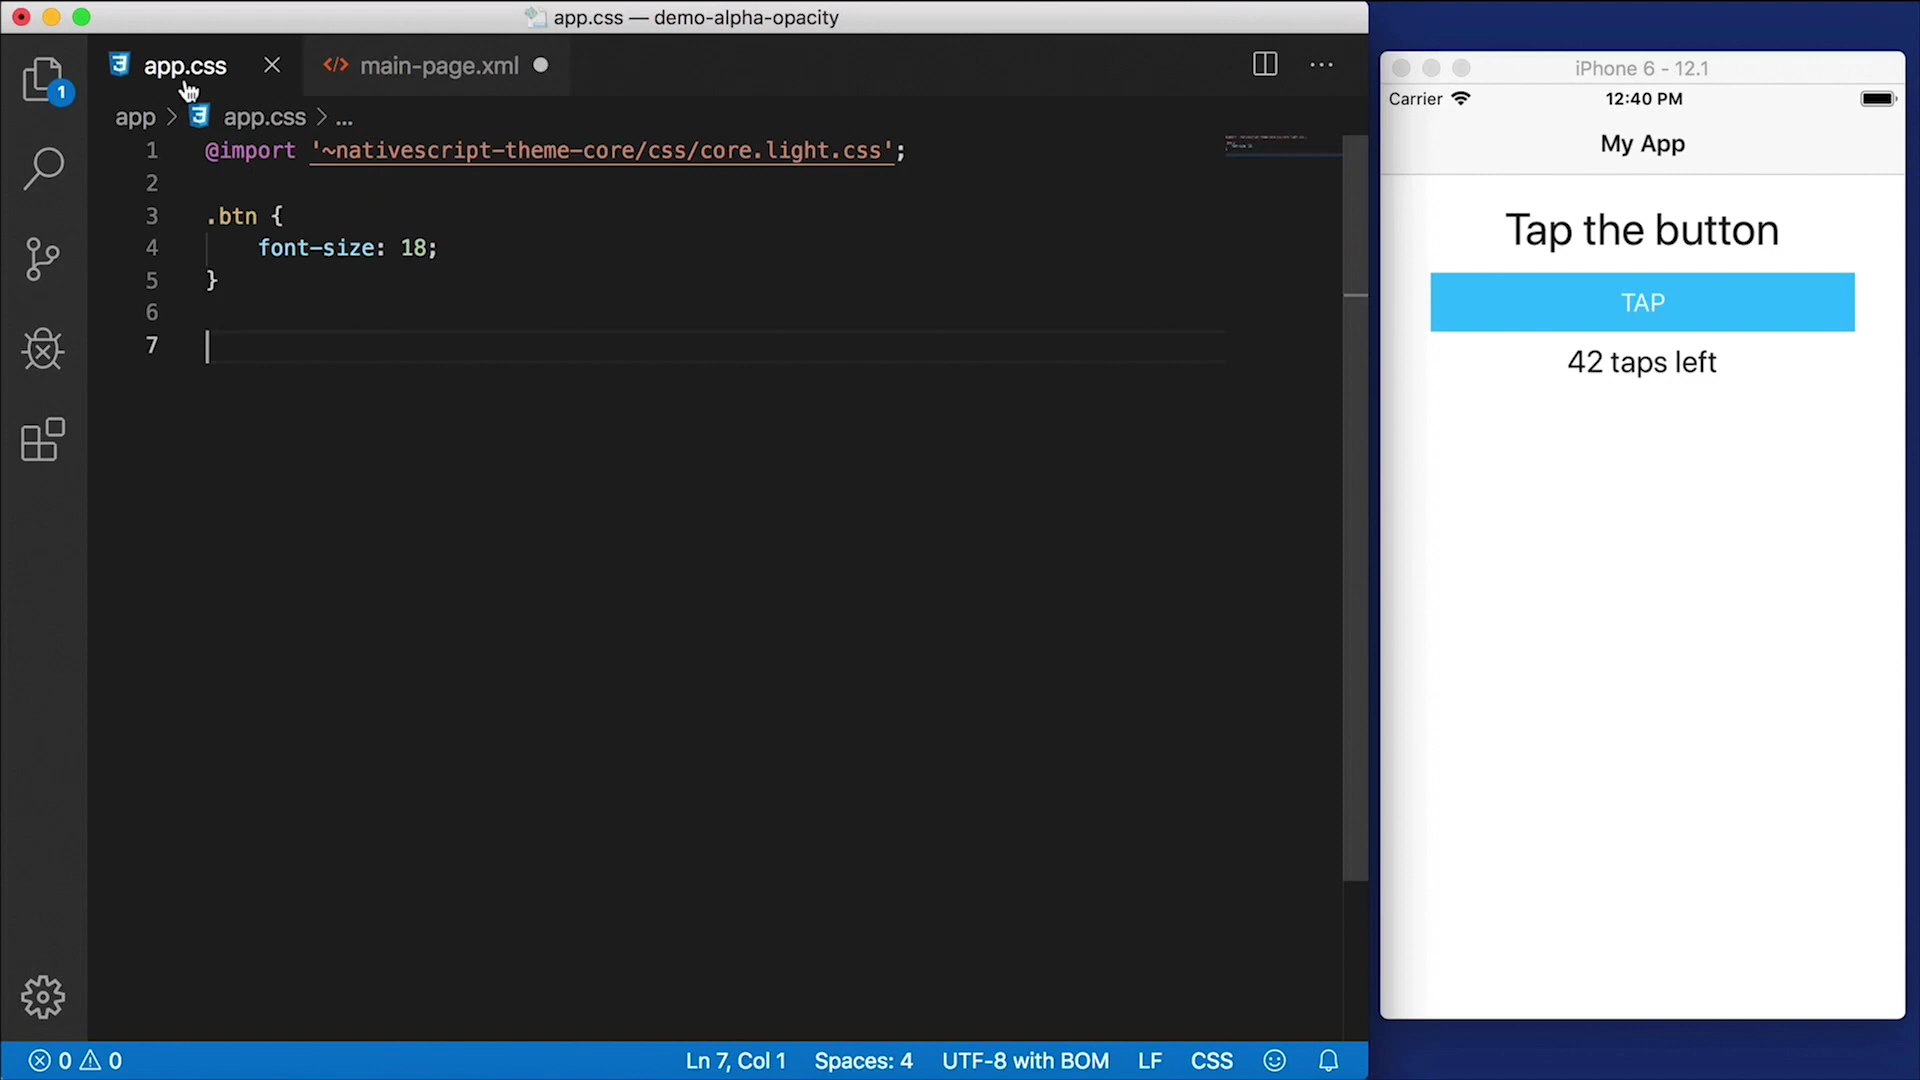 app.css — demo-alpha-opacity
app.css
main-page.xml
1
app > app.css > ...
1 @import '~nativescript-theme-core/css/core.light.css';
2
3 .btn {
4 font-size: 18;
5 }
6
7
0 0
Ln 7, Col 1 Spaces: 4 UTF-8 with BOM LF CSS
iPhone 6 - 12.1
Carrier 12:40 PM
My App
Tap the button
TAP
42 taps left